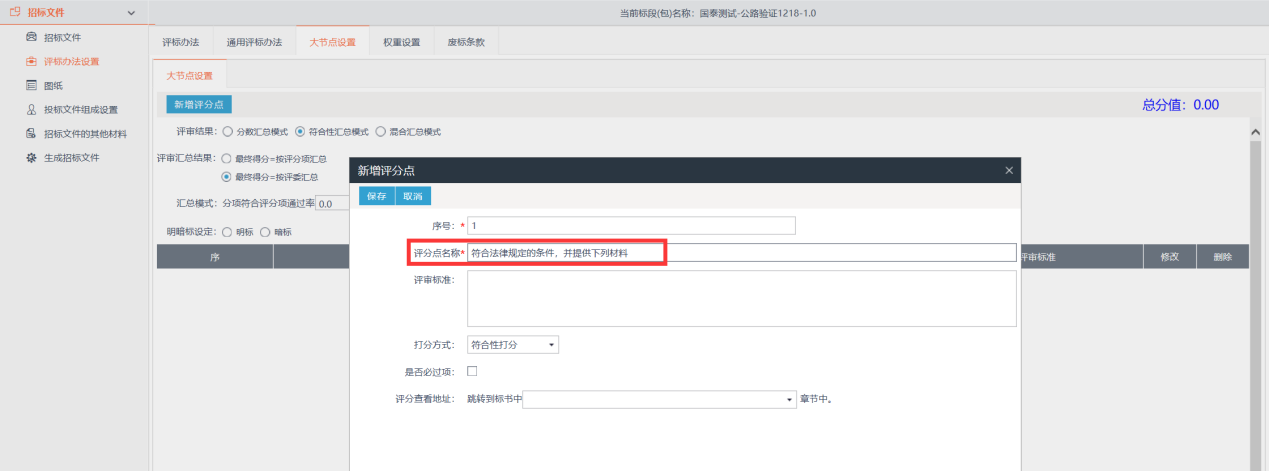 招标文件
当前标段(包)名称：国泰测试-公路验证1218-1.0
招标文件
评标办法设置
图纸
投标文件组成设置
招标文件的其他材料
生成招标文件
评标办法 通用评标办法 大节点设置 权重设置 废标条款
大节点设置
新增评分点
总分值：0.00
评审结果： 分数汇总模式 符合性汇总模式 混合汇总模式
评审汇总结果： 最终得分=按评分项汇总
最终得分=按评委汇总
汇总模式：分项符合评分项通过率 0.0
明暗标设定： 明标 暗标
序 评审标准 修改 删除
新增评分点 ×
保存 取消
序号：* 1
评分点名称* 符合法律规定的条件，并提供下列材料
评审标准：
打分方式： 符合性打分
是否必过项：
评分查看地址： 跳转到标书中 章节中。